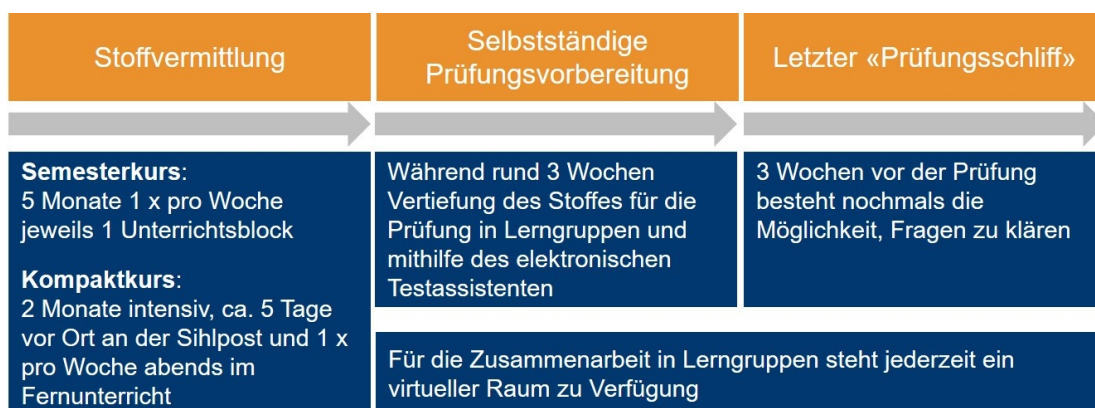 Stoffvermittlung
Selbstständige
Prüfungsvorbereitung
Letzter «Prüfungsschliff»
Semesterkurs:
5 Monate 1 x pro Woche
jeweils 1 Unterrichtsblock
Kompaktkurs:
2 Monate intensiv, ca. 5 Tage
vor Ort an der Sihlpost und 1 x
pro Woche abends im
Fernunterricht
Während rund 3 Wochen
Vertiefung des Stoffes für die
Prüfung in Lerngruppen und
mithilfe des elektronischen
Testassistenten
3 Wochen vor der Prüfung
besteht nochmals die
Möglichkeit, Fragen zu klären
Für die Zusammenarbeit in Lerngruppen steht jederzeit ein
virtueller Raum zu Verfügung